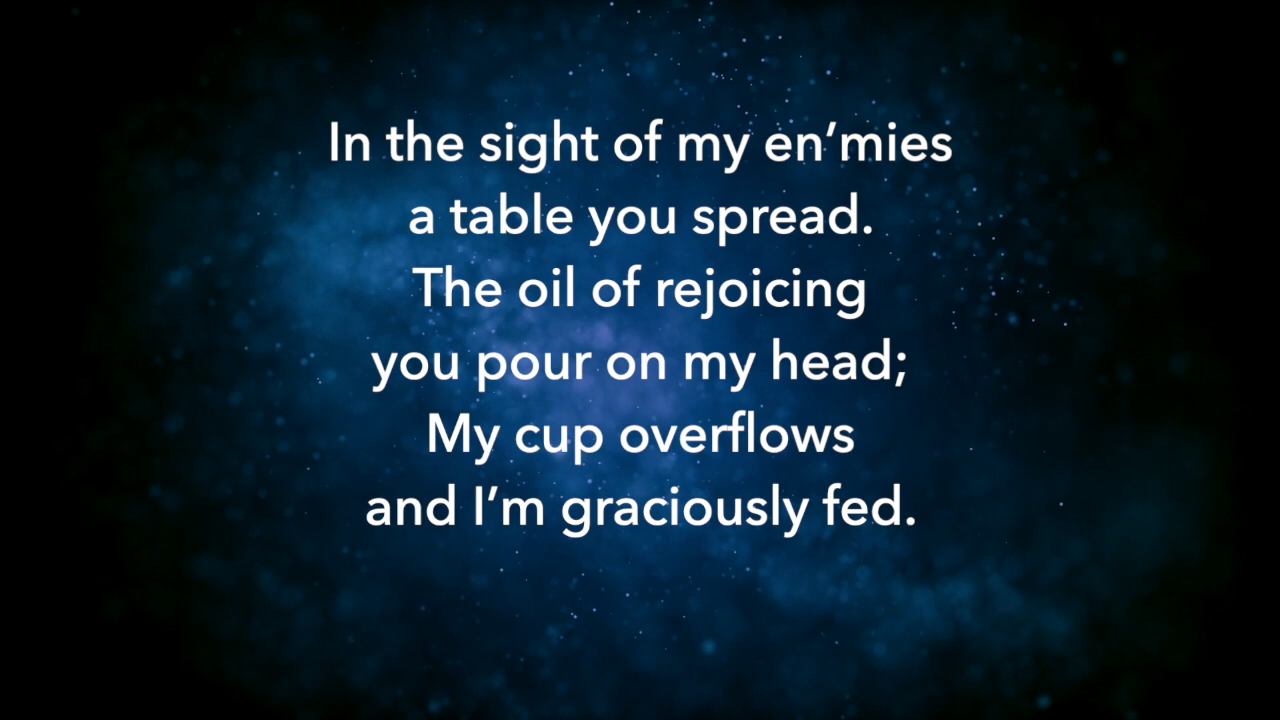 In the sight of my en’mies
a table you spread.
The oil of rejoicing
you pour on my head;
My cup overflows
and I’m graciously fed.